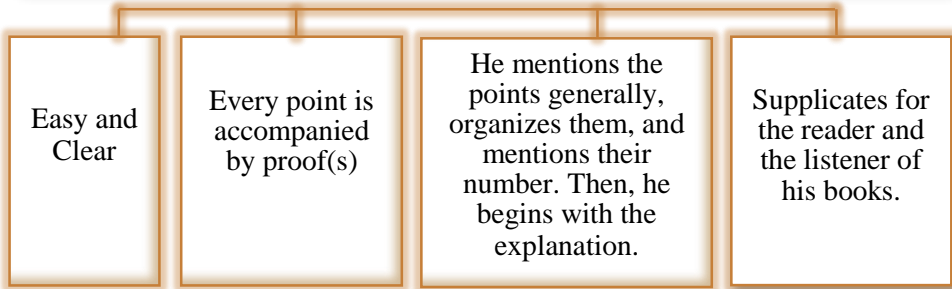 Easy and
Clear
Every point is
accompanied
by proof(s)
He mentions the
points generally,
organizes them, and
mentions their
number. Then, he
begins with the
explanation.
Supplicates for
the reader and
the listener of
his books.